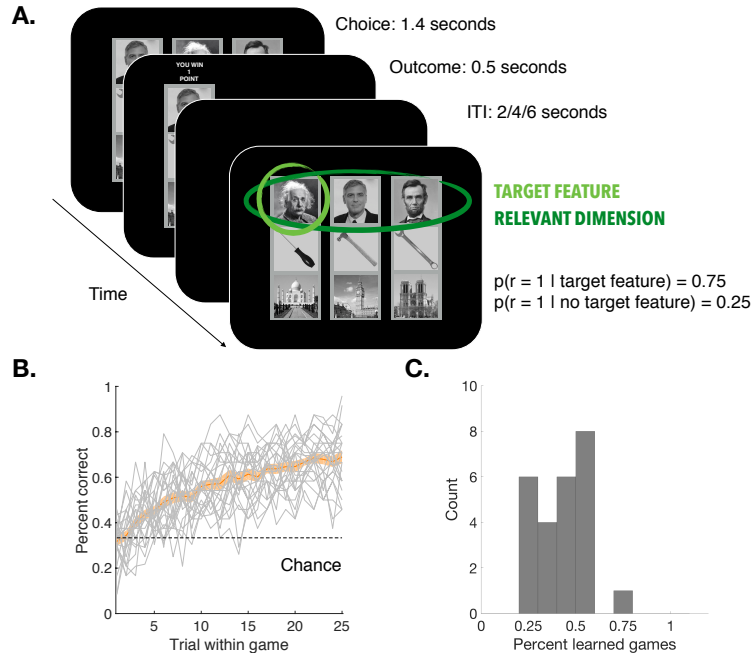 A.
Choice: 1.4 seconds
YOU WIN
1
POINT
Outcome: 0.5 seconds
ITI: 2/4/6 seconds
TARGET FEATURE
RELEVANT DIMENSION
p(r = 1 | target feature) = 0.75
p(r = 1 | no target feature) = 0.25
Time
B.
1
0.8
0.6
0.4
0.2
0
Percent correct
Chance
5 10 15 20 25
Trial within game
C.
10
8
6
4
2
0
Count
0 0.25 0.5 0.75 1
Percent learned games